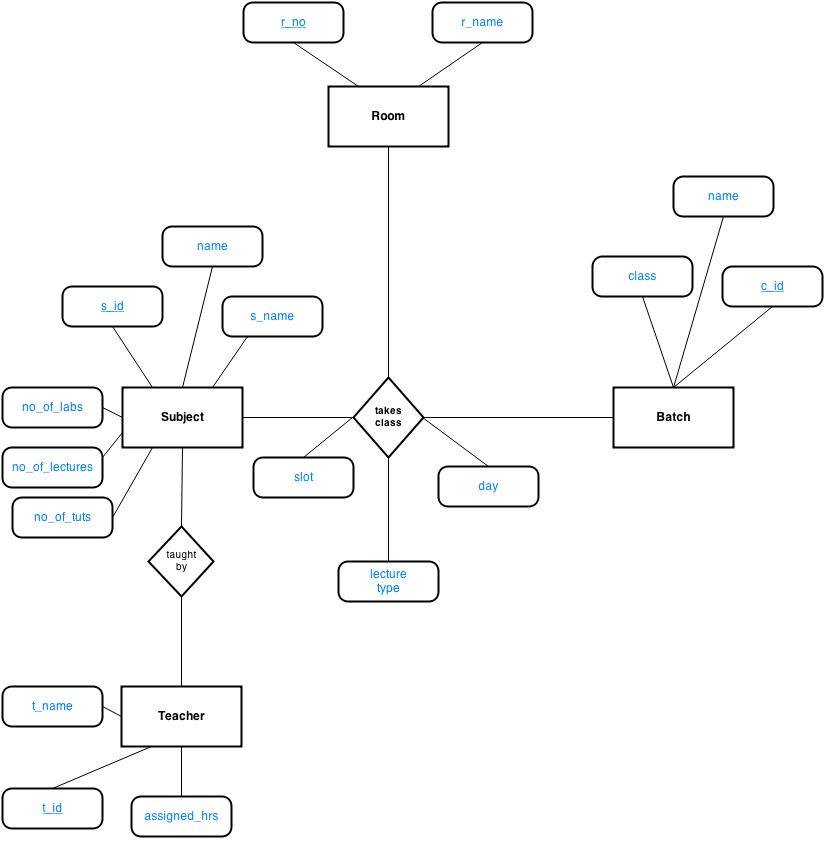 r_no
r_name
Room
name
name
class
c_id
s_id
s_name
no_of_labs
Subject
takes
class
Batch
no_of_lectures
slot
day
no_of_tuts
taught
by
lecture
type
t_name
Teacher
t_id
assigned_hrs